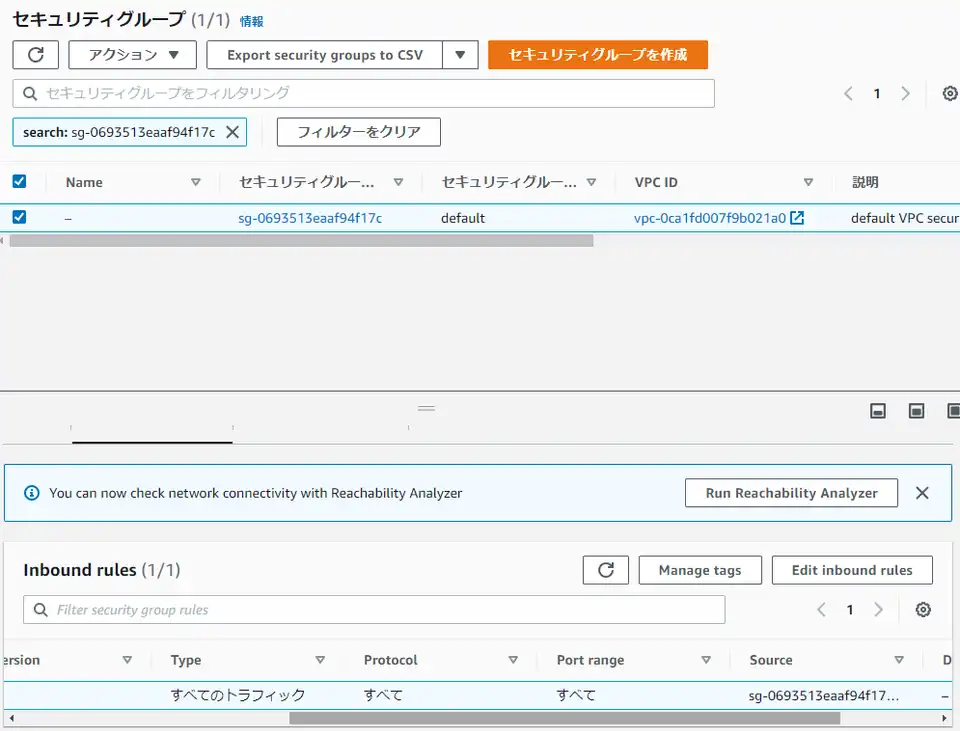 セキュリティグループ (1/1) 情報
アクション ▼ Export security groups to CSV ▼ セキュリティグループを作成
セキュリティグループをフィルタリング 1
search: sg-0693513eaaf94f17c フィルターをクリア
Name セキュリティグルー... セキュリティグルー... VPC ID 説明
– sg-0693513eaaf94f17c default vpc-0ca1fd007f9b021a0 default VPC secur
You can now check network connectivity with Reachability Analyzer Run Reachability Analyzer
Inbound rules (1/1) Manage tags Edit inbound rules
Filter security group rules 1
ersion Type Protocol Port range Source D
すべてのトラフィック すべて すべて sg-0693513eaaf94f17... –